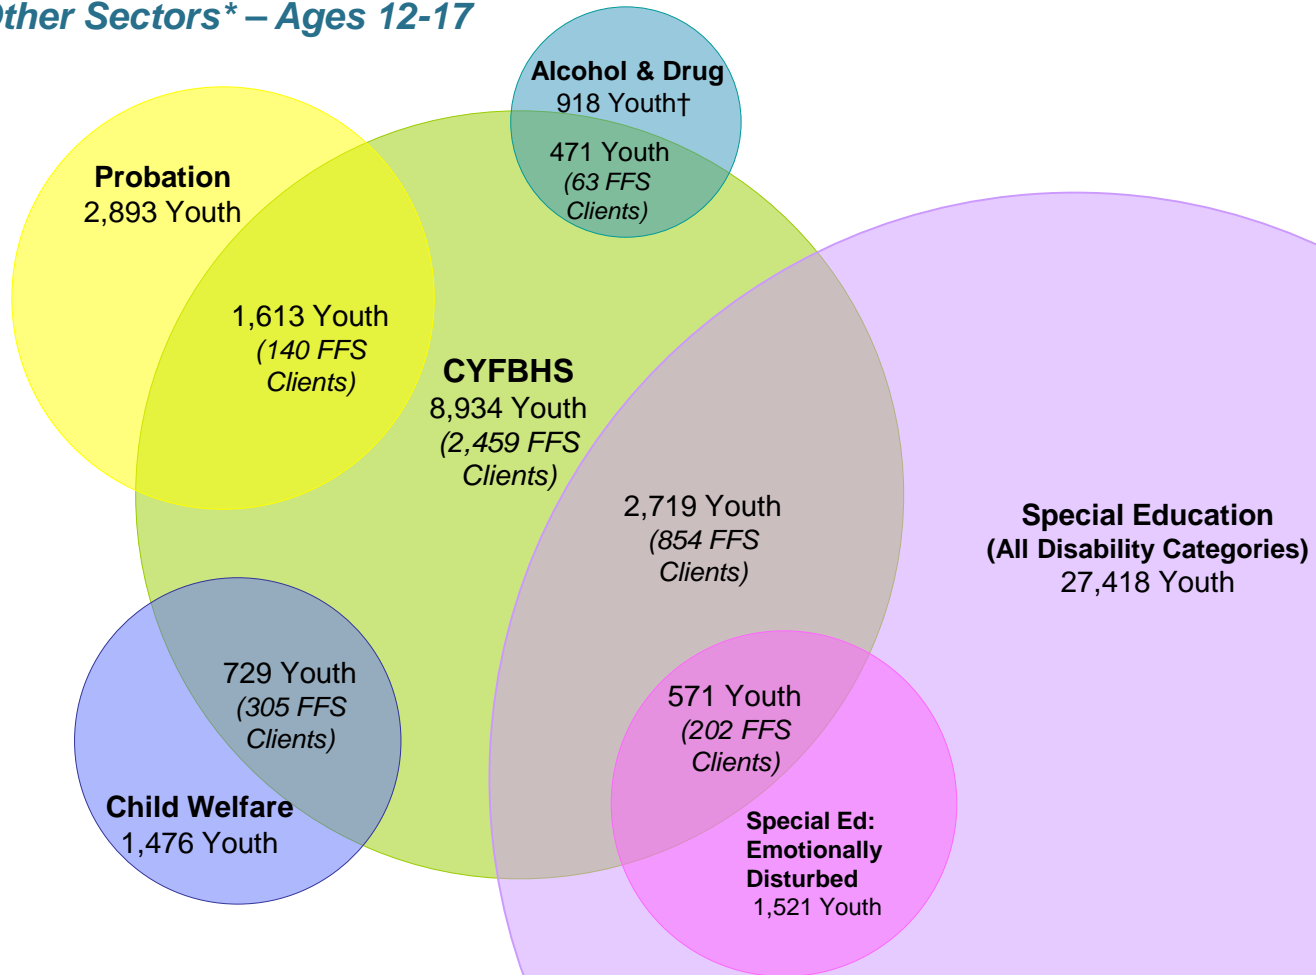 Other Sectors* – Ages 12-17
Alcohol & Drug
918 Youth†
471 Youth
(63 FFS
Clients)
Probation
2,893 Youth
1,613 Youth
(140 FFS
Clients)
CYFBHS
8,934 Youth
(2,459 FFS
Clients)
2,719 Youth
(854 FFS
Clients)
Special Education
(All Disability Categories)
27,418 Youth
729 Youth
(305 FFS
Clients)
Child Welfare
1,476 Youth
571 Youth
(202 FFS
Clients)
Special Ed:
Emotionally
Disturbed
1,521 Youth